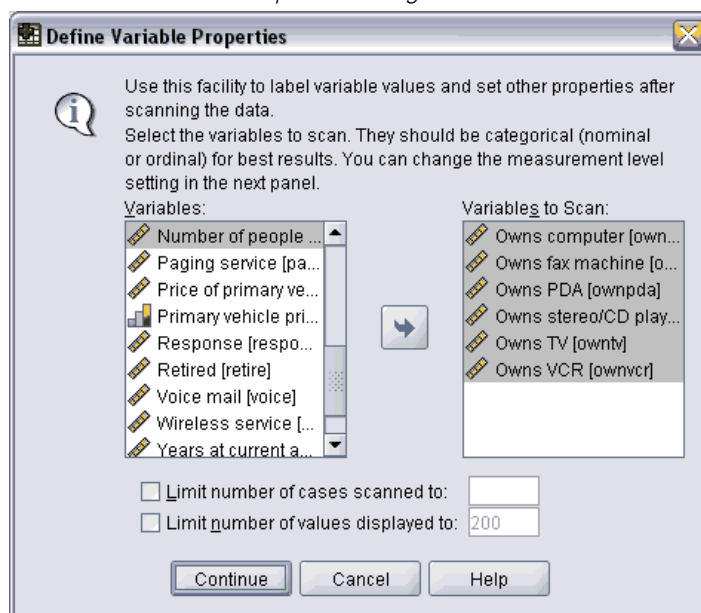 Define Variable Properties
Use this facility to label variable values and set other properties after
scanning the data.
Select the variables to scan. They should be categorical (nominal
or ordinal) for best results. You can change the measurement level
setting in the next panel.
Variables:
Number of people ...
Paging service [pa...
Price of primary ve...
Primary vehicle pri...
Response [respo...
Retired [retire]
Voice mail [voice]
Wireless service [...
Years at current a...
Variables to Scan:
Owns computer [own...
Owns fax machine [o...
Owns PDA [ownpda]
Owns stereo/CD play...
Owns TV [owntv]
Owns VCR [ownvcr]
Limit number of cases scanned to:
Limit number of values displayed to: 200
Continue Cancel Help